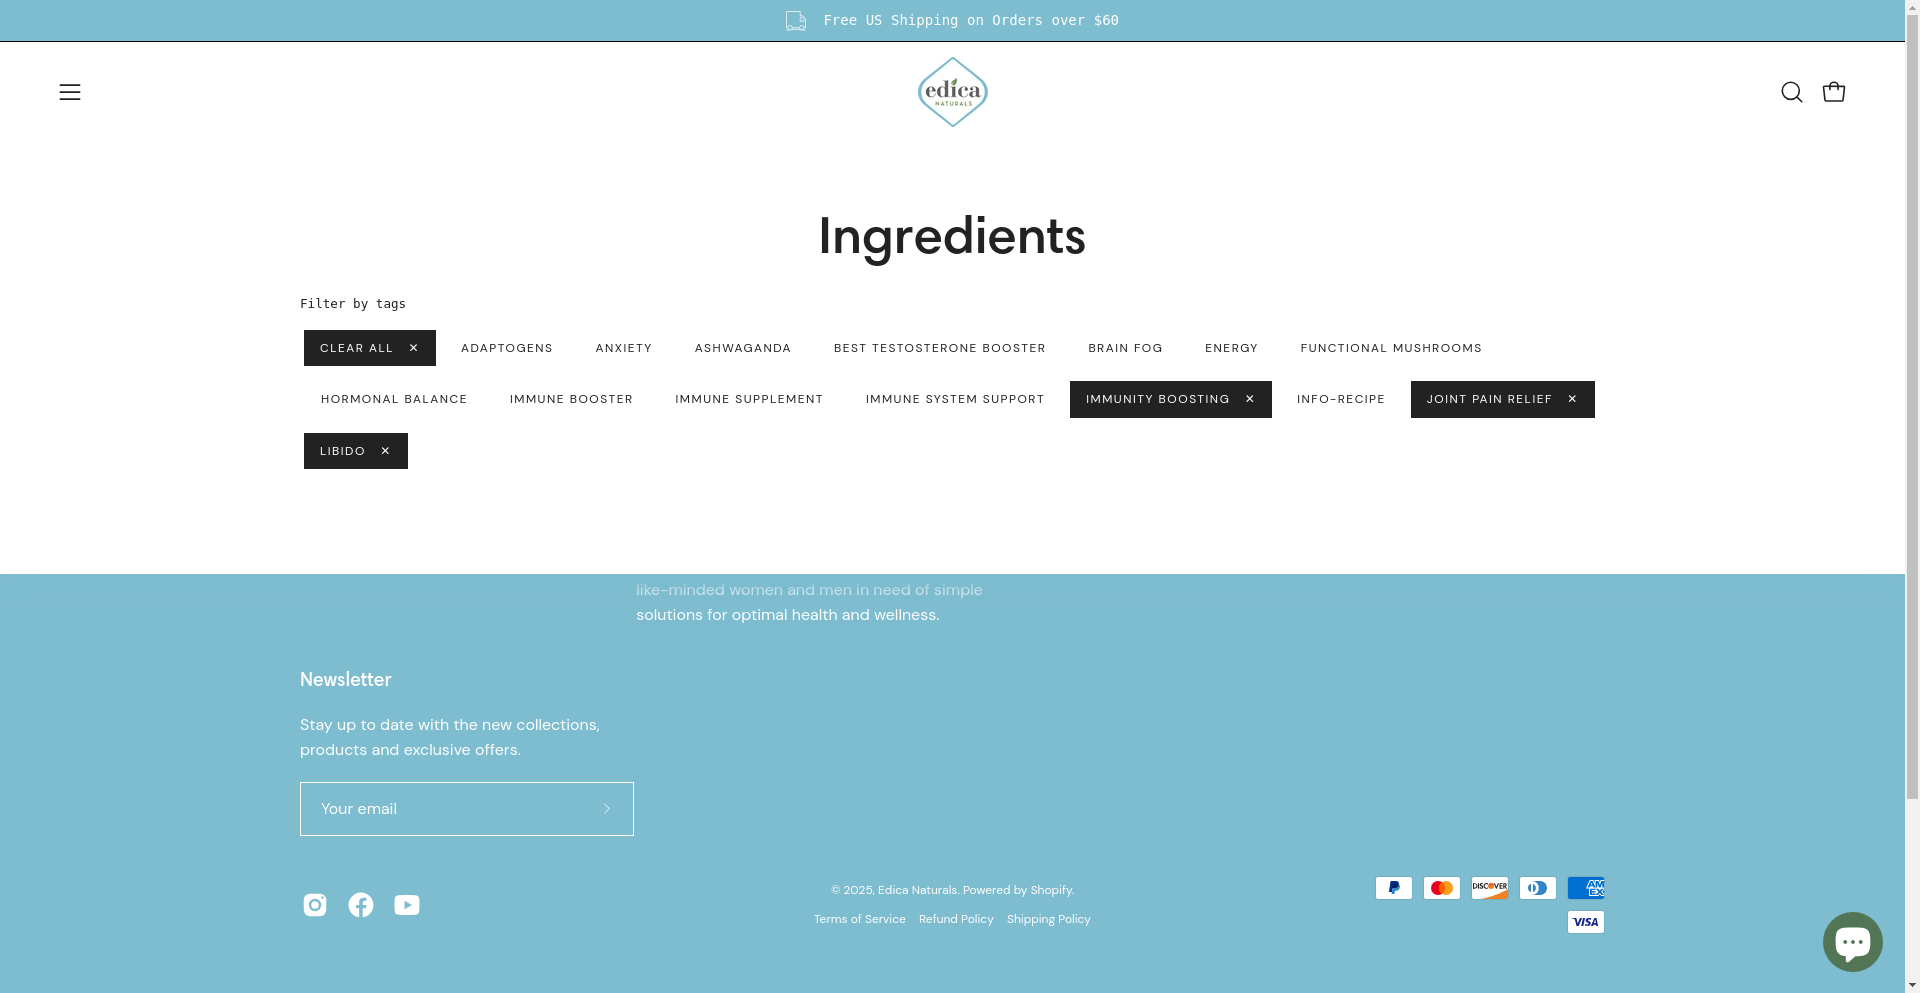 Free US Shipping on Orders over $60
edica
NATURALS
Ingredients
Filter by tags
CLEAR ALL ✕ ADAPTOGENS ANXIETY ASHWAGANDA BEST TESTOSTERONE BOOSTER BRAIN FOG ENERGY FUNCTIONAL MUSHROOMS
HORMONAL BALANCE IMMUNE BOOSTER IMMUNE SUPPLEMENT IMMUNE SYSTEM SUPPORT IMMUNITY BOOSTING ✕ INFO-RECIPE JOINT PAIN RELIEF ✕
LIBIDO ✕
like-minded women and men in need of simple
solutions for optimal health and wellness.
Newsletter
Stay up to date with the new collections,
products and exclusive offers.
Your email
© 2025, Edica Naturals. Powered by Shopify.
Terms of Service Refund Policy Shipping Policy
DISCOVER
AM
EX
VISA